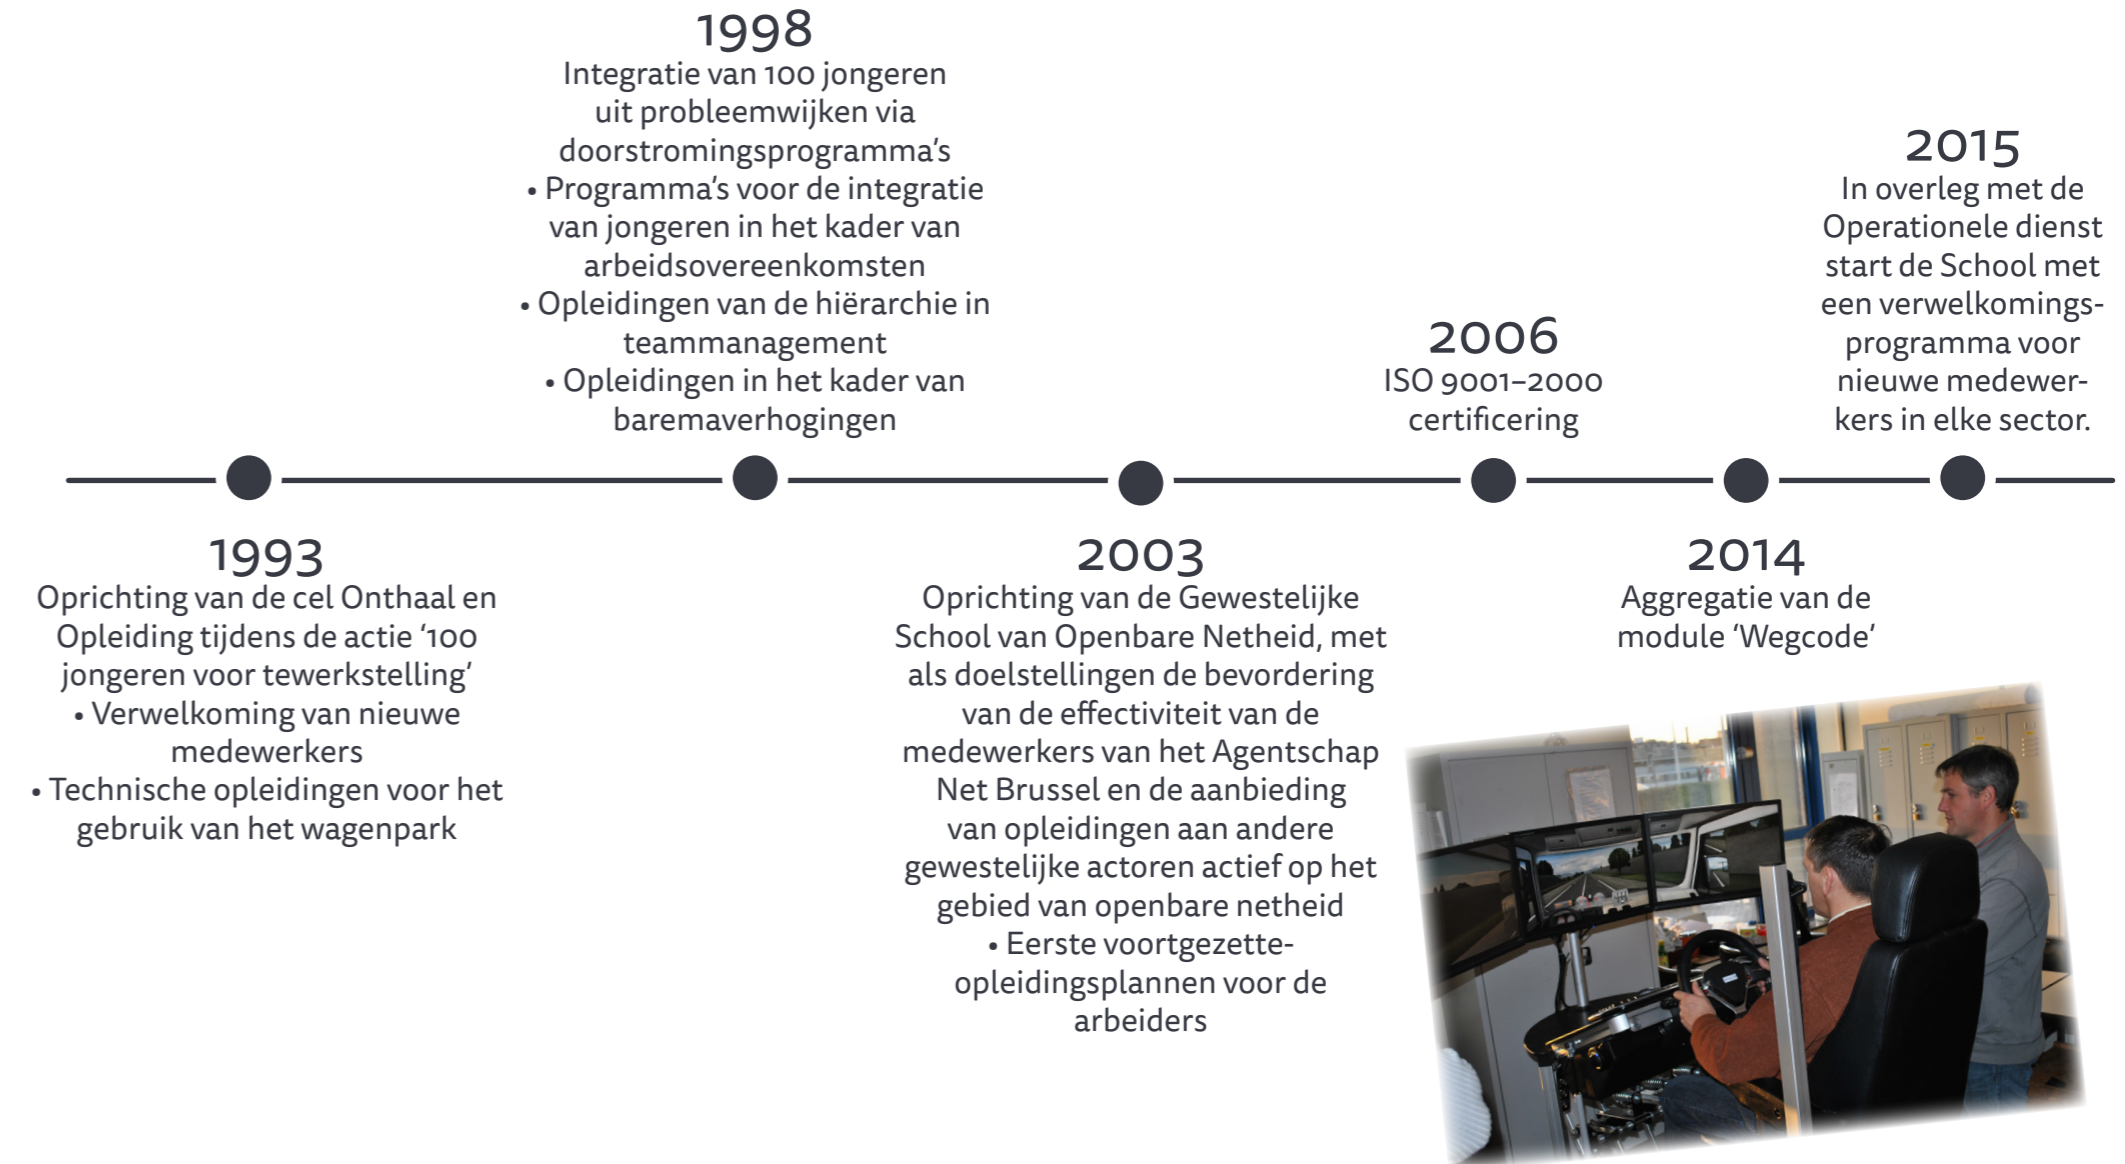 1993
Oprichting van de cel Onthaal en
Opleiding tijdens de actie ‘100
jongeren voor tewerkstelling’
• Verwelkoming van nieuwe
medewerkers
• Technische opleidingen voor het
gebruik van het wagenpark
1998
Integratie van 100 jongeren
uit probleemwijken via
doorstromingsprogramma’s
• Programma’s voor de integratie
van jongeren in het kader van
arbeidsovereenkomsten
• Opleidingen van de hiërarchie in
teammanagement
• Opleidingen in het kader van
baremaverhogingen
2003
Oprichting van de Gewestelijke
School van Openbare Netheid, met
als doelstellingen de bevordering
van de effectiviteit van de
medewerkers van het Agentschap
Net Brussel en de aanbieding
van opleidingen aan andere
gewestelijke actoren actief op het
gebied van openbare netheid
• Eerste voortgezette-
opleidingsplannen voor de
arbeiders
2006
ISO 9001–2000
certificering
2014
Aggregatie van de
module ‘Wegcode’
2015
In overleg met de
Operationele dienst
start de School met
een verwelkomings-
programma voor
nieuwe medewer-
kers in elke sector.